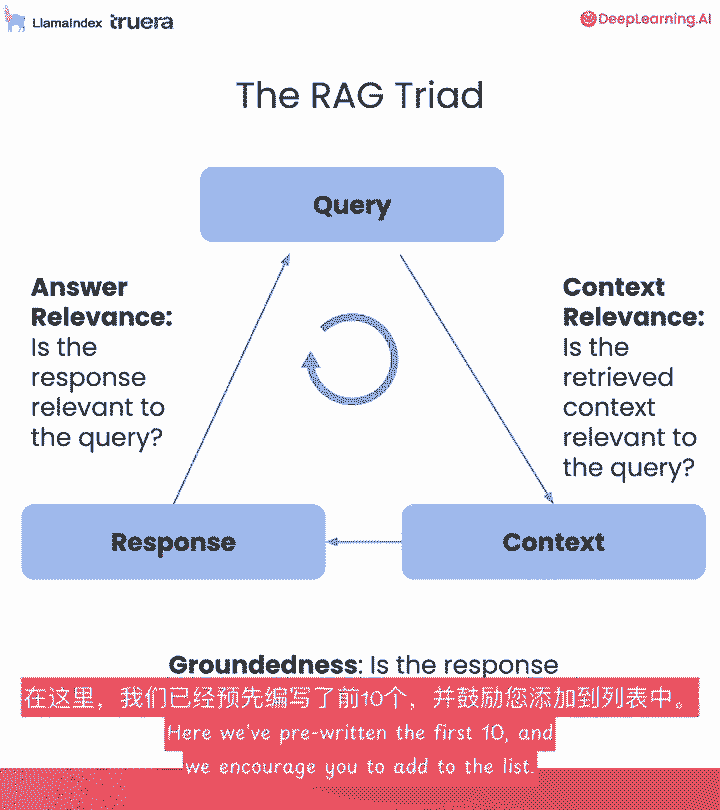 LlamaIndex truera
DeepLearning.AI
The RAG Triad
Query
Answer
Relevance:
Is the
response
relevant to
the query?
Context
Relevance:
Is the
retrieved
context
relevant to
the query?
Response
Context
Groundedness: Is the response
在这里，我们已经预先编写了前10个，并鼓励您添加到列表中。
Here we've pre-written the first 10, and
we encourage you to add to the list.